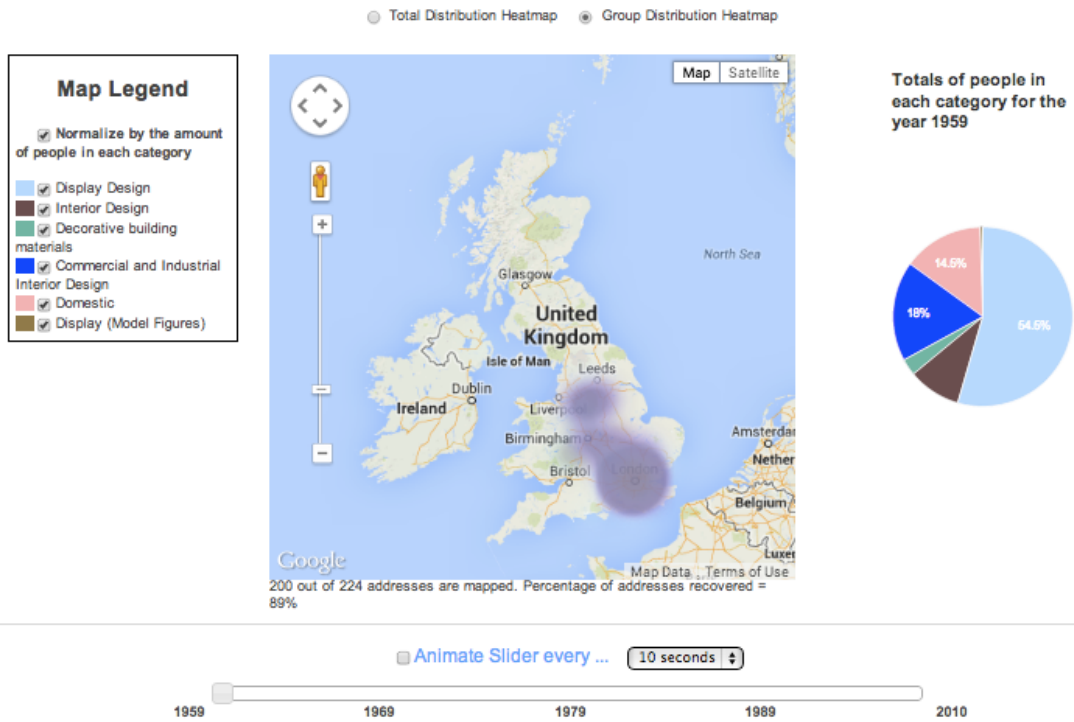 Total Distribution Heatmap Group Distribution Heatmap
Map Legend
Normalize by the amount
of people in each category
Display Design
Interior Design
Decorative building
materials
Commercial and Industrial
Interior Design
Domestic
Display (Model Figures)
Map Satellite
North Sea
Glasgow
United
Kingdom
Isle of Man
Leeds
Dublin
Ireland
Liverpool
Birmingham
Amsterdam
Nether
London
Bristol
Belgium
Luxer
Google
Map Data Terms of Use
200 out of 224 addresses are mapped. Percentage of addresses recovered =
89%
Totals of people in
each category for the
year 1959
14.5%
18%
54.5%
Animate Slider every ... 10 seconds
1959 1969 1979 1989 2010